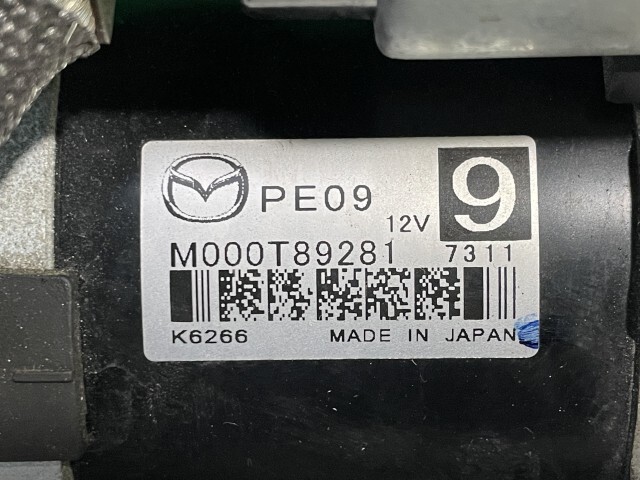 PE09
12V
9
M000T89281 7311
K6266 MADE IN JAPAN